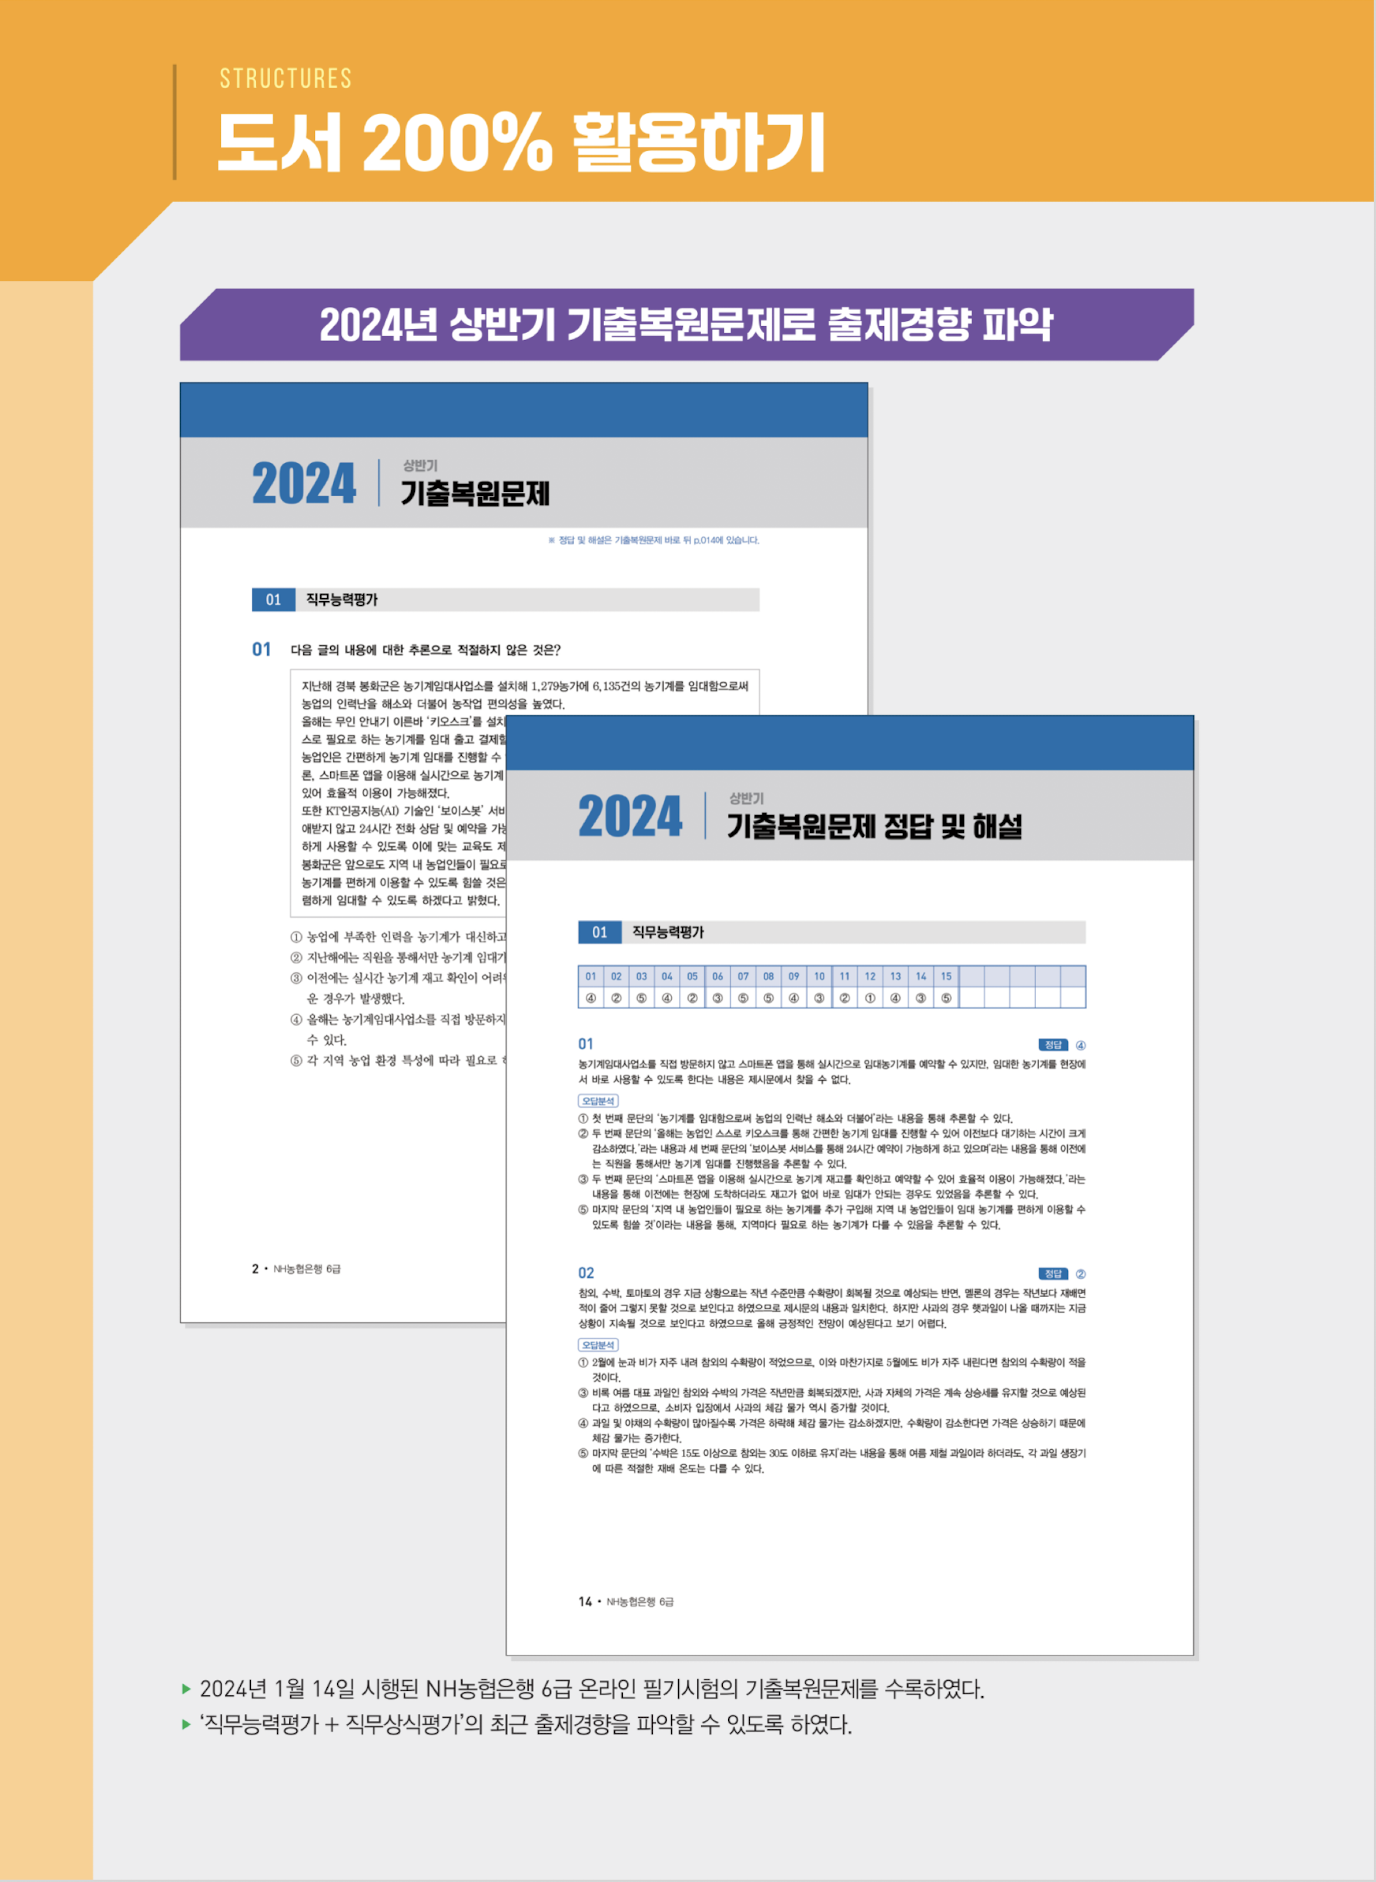 STRUCTURES
도서 200% 활용하기
2024년 상반기 기출복원문제로 출제경향 파악
2024
상반기
기출복원문제
※ 정답 및 해설은 기출복원문제 바로 뒤 p.014에 있습니다.
01 직무능력평가
01 다음 글의 내용에 대한 추론으로 적절하지 않은 것은?
지난해 경북 봉화군은 농기계임대사업소를 설치해 1,279농가에 6,135건의 농기계를 임대함으로써
농업의 인력난을 해소와 더불어 농작업 편의성을 높였다.
올해는 무인 안내기 이른바 ‘키오스크’를 설치
스로 필요로 하는 농기계를 임대 출고 결제할
농업인은 간편하게 농기계 임대를 진행할 수
론, 스마트폰 앱을 이용해 실시간으로 농기계
있어 효율적 이용이 가능해졌다.
또한 KT인공지능(AI) 기술인 ‘보이스봇’ 서비
애받지 않고 24시간 전화 상담 및 예약을 가능
하게 사용할 수 있도록 이에 맞는 교육도 제
봉화군은 앞으로도 지역 내 농업인들이 필요로
농기계를 편하게 이용할 수 있도록 힘쓸 것은
렴하게 임대할 수 있도록 하겠다고 밝혔다.
① 농업에 부족한 인력을 농기계가 대신하고
② 지난해에는 직원을 통해서만 농기계 임대가
③ 이전에는 실시간 농기계 재고 확인이 어려
운 경우가 발생했다.
④ 올해는 농기계임대사업소를 직접 방문하지
수 있다.
⑤ 각 지역 농업 환경 특성에 따라 필요로
2 • NH농협은행 6급
2024
상반기
기출복원문제 정답 및 해설
01 직무능력평가
01 02 03 04 05 06 07 08 09 10 11 12 13 14 15
④ ② ⑤ ④ ② ③ ⑤ ⑤ ④ ③ ② ① ④ ③ ⑤
01 정답 ④
농기계임대사업소를 직접 방문하지 않고 스마트폰 앱을 통해 실시간으로 임대농기계를 예약할 수 있지만, 임대한 농기계를 현장에
서 바로 사용할 수 있도록 한다는 내용은 제시문에서 찾을 수 없다.
오답분석
① 첫 번째 문단의 ‘농기계를 임대함으로써 농업의 인력난 해소와 더불어’라는 내용을 통해 추론할 수 있다.
② 두 번째 문단의 ‘올해는 농업인 스스로 키오스크를 통해 간편한 농기계 임대를 진행할 수 있어 이전보다 대기하는 시간이 크게
감소하였다.’라는 내용과 세 번째 문단의 ‘보이스봇 서비스를 통해 24시간 예약이 가능하게 하고 있으며’라는 내용을 통해 이전에
는 직원을 통해서만 농기계 임대를 진행했음을 추론할 수 있다.
③ 두 번째 문단의 ‘스마트폰 앱을 이용해 실시간으로 농기계 재고를 확인하고 예약할 수 있어 효율적 이용이 가능해졌다.’라는
내용을 통해 이전에는 현장에 도착하더라도 재고가 없어 바로 임대가 안되는 경우도 있었음을 추론할 수 있다.
⑤ 마지막 문단의 ‘지역 내 농업인들이 필요로 하는 농기계를 추가 구입해 지역 내 농업인들이 임대 농기계를 편하게 이용할 수
있도록 힘쓸 것’이라는 내용을 통해, 지역마다 필요로 하는 농기계가 다를 수 있음을 추론할 수 있다.
02 정답 ②
참외, 수박, 토마토의 경우 지금 상황으로는 작년 수준만큼 수확량이 회복될 것으로 예상되는 반면, 멜론의 경우는 작년보다 재배면
적이 줄어 그렇지 못할 것으로 보인다고 하였으므로 제시문의 내용과 일치한다. 하지만 사과의 경우 햇과일이 나올 때까지는 지금
상황이 지속될 것으로 보인다고 하였으므로 올해 긍정적인 전망이 예상된다고 보기 어렵다.
오답분석
① 2월에 눈과 비가 자주 내려 참외의 수확량이 적었으므로, 이와 마찬가지로 5월에도 비가 자주 내린다면 참외의 수확량이 적을
것이다.
③ 비록 여름 대표 과일인 참외와 수박의 가격은 작년만큼 회복되겠지만, 사과 자체의 가격은 계속 상승세를 유지할 것으로 예상된
다고 하였으므로, 소비자 입장에서 사과의 체감 물가 역시 증가할 것이다.
④ 과일 및 야채의 수확량이 많아질수록 가격은 하락해 체감 물가는 감소하겠지만, 수확량이 감소한다면 가격은 상승하기 때문에
체감 물가는 증가한다.
⑤ 마지막 문단의 ‘수박은 15도 이상으로 참외는 30도 이하로 유지’라는 내용을 통해 여름 제철 과일이라 하더라도, 각 과일 생장기
에 따른 적절한 재배 온도는 다를 수 있다.
14 • NH농협은행 6급
▶ 2024년 1월 14일 시행된 NH농협은행 6급 온라인 필기시험의 기출복원문제를 수록하였다.
▶ ‘직무능력평가 + 직무상식평가’의 최근 출제경향을 파악할 수 있도록 하였다.